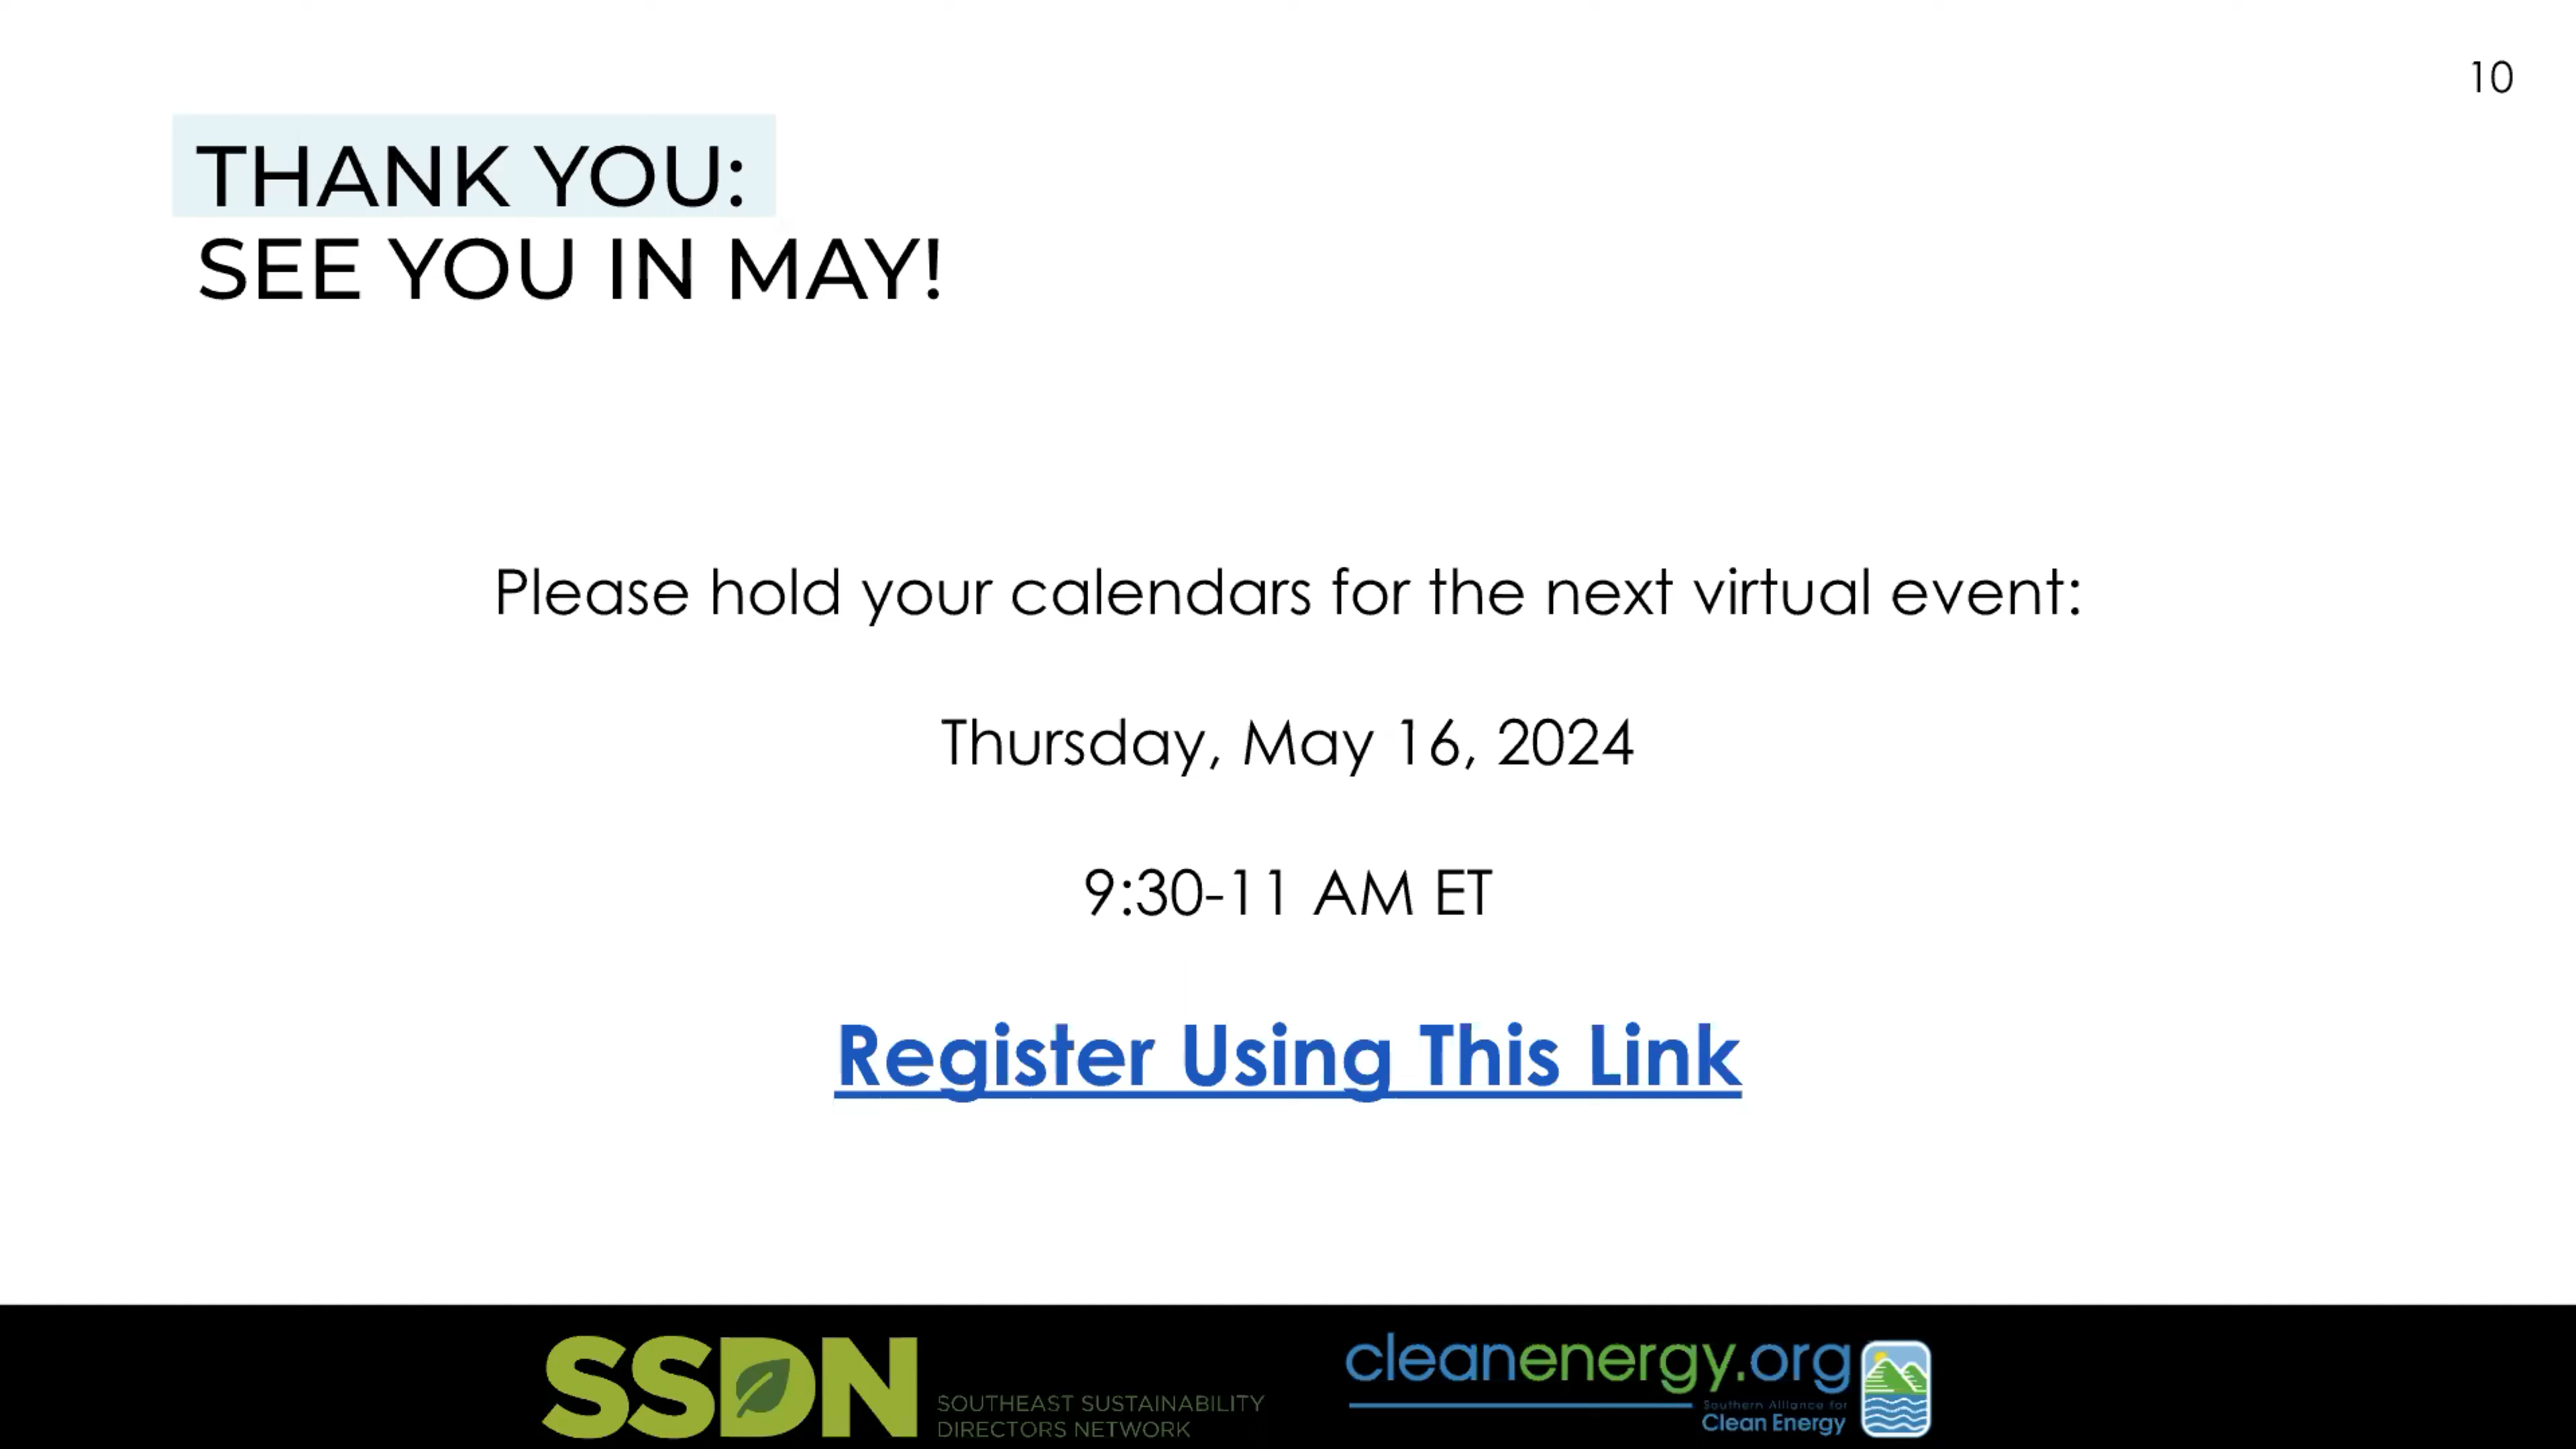 10
THANK YOU:
SEE YOU IN MAY!
Please hold your calendars for the next virtual event:
Thursday, May 16, 2024
9:30-11 AM ET
Register Using This Link
SSDN
SOUTHEAST SUSTAINABILITY
DIRECTORS NETWORK
cleanenergy.org
Southern Alliance for
Clean Energy